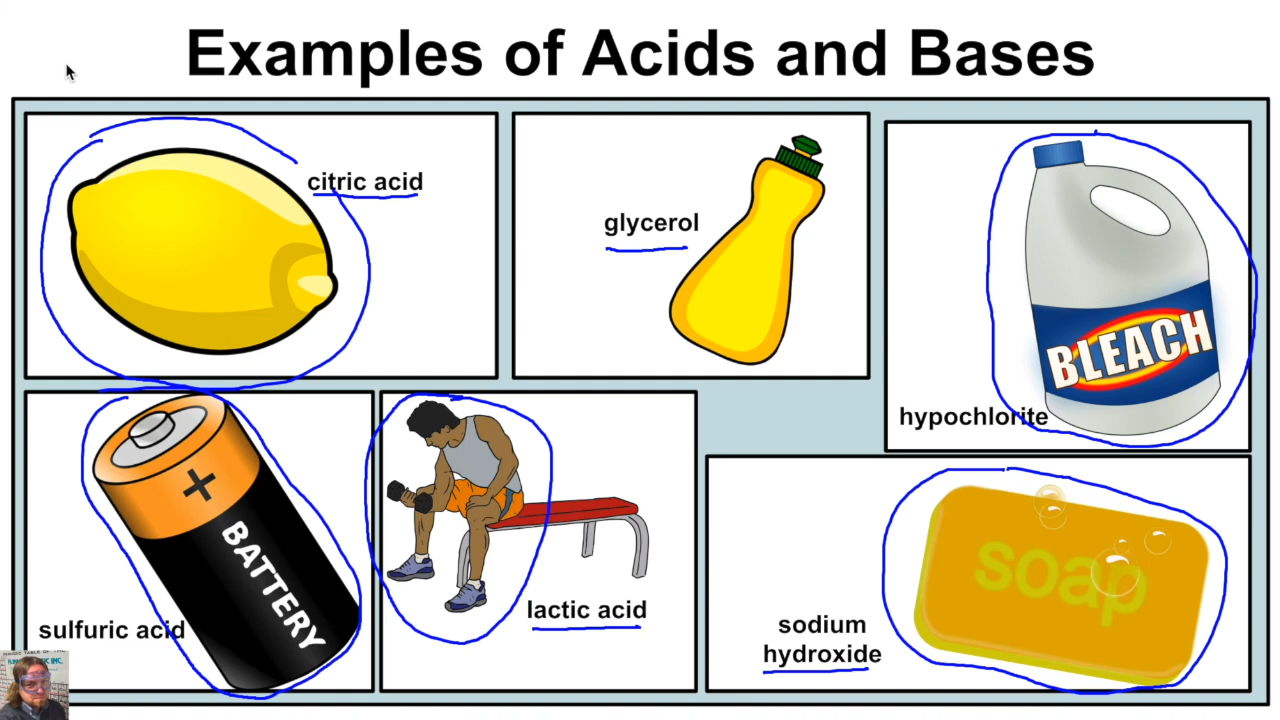 Examples of Acids and Bases
citric acid
glycerol
BLEACH
hypochlorite
BATTERY
+
sulfuric acid
lactic acid
soap
sodium
hydroxide